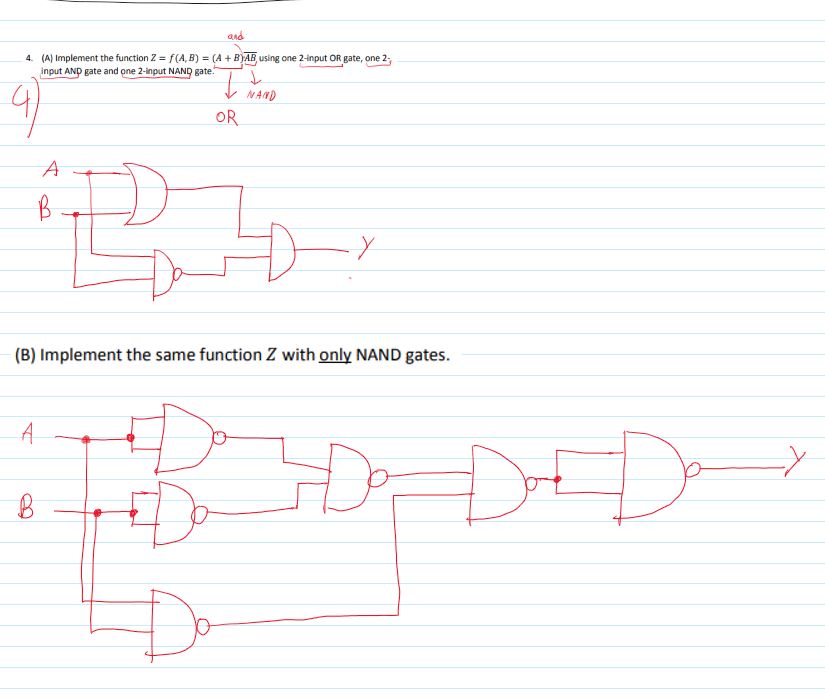 and
4. (A) Implement the function Z = f(A, B) = (A + B)\overline{AB} using one 2-input OR gate, one 2-
input AND gate and one 2-input NAND gate.
NAND
4)
OR
A
B
Y
(B) Implement the same function Z with only NAND gates.
A
Y
B